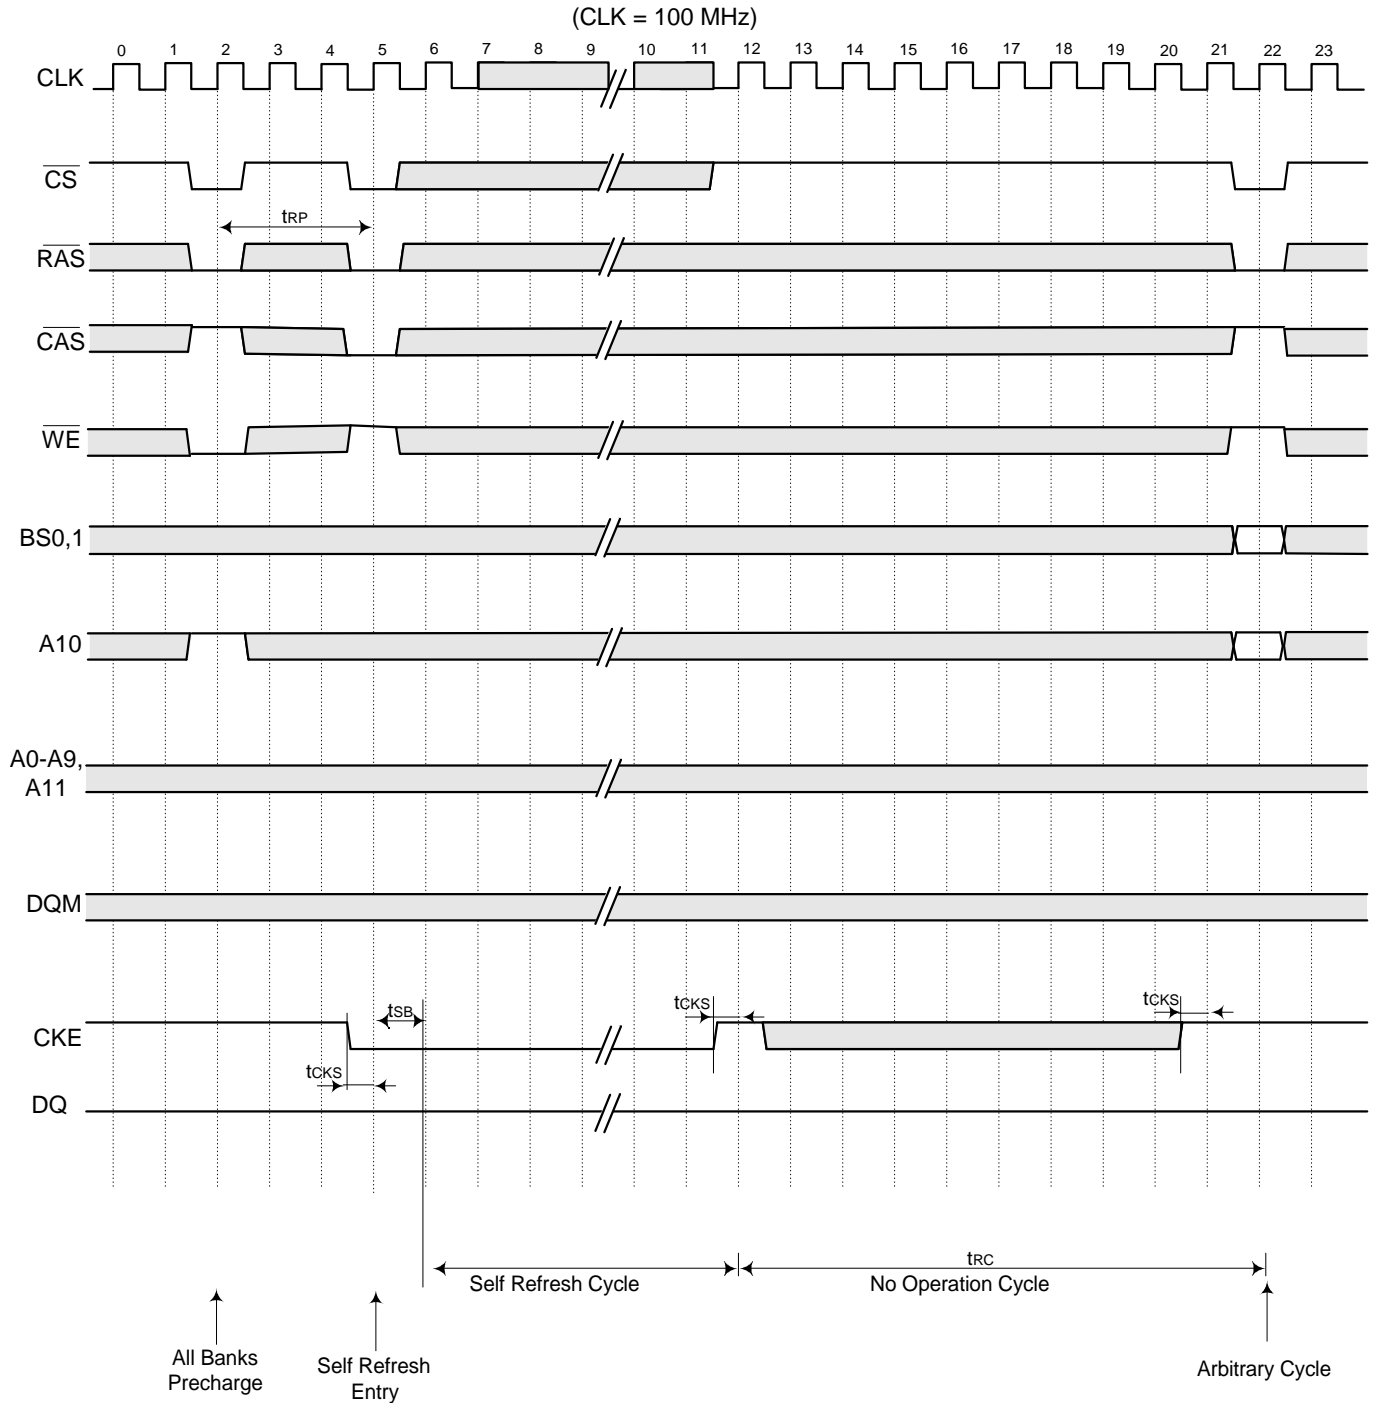 (CLK = 100 MHz)
0 1 2 3 4 5 6 7 8 9 10 11 12 13 14 15 16 17 18 19 20 21 22 23
CLK
CS
tRP
RAS
CAS
WE
BS0,1
A10
A0-A9,
A11
DQM
tSB
tCKS
tCKS
CKE
tCKS
DQ
tRC
Self Refresh Cycle
No Operation Cycle
All Banks
Precharge
Self Refresh
Entry
Arbitrary Cycle